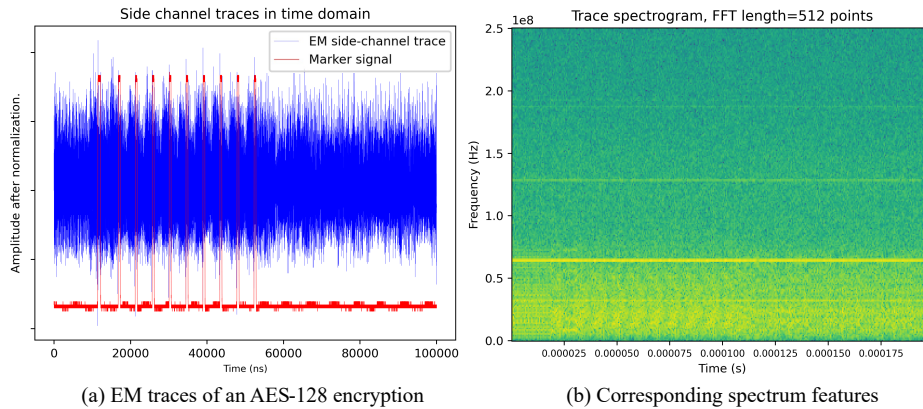 Side channel traces in time domain
EM side-channel trace
Marker signal
Amplitude after normalization.
0
20000
40000
60000
80000
100000
Time (ns)
(a) EM traces of an AES-128 encryption
Trace spectrogram, FFT length=512 points
1e8
2.5
2.0
1.5
1.0
0.5
0.0
Frequency (Hz)
0.000025
0.000050
0.000075
0.000100
0.000125
0.000150
0.000175
Time (s)
(b) Corresponding spectrum features